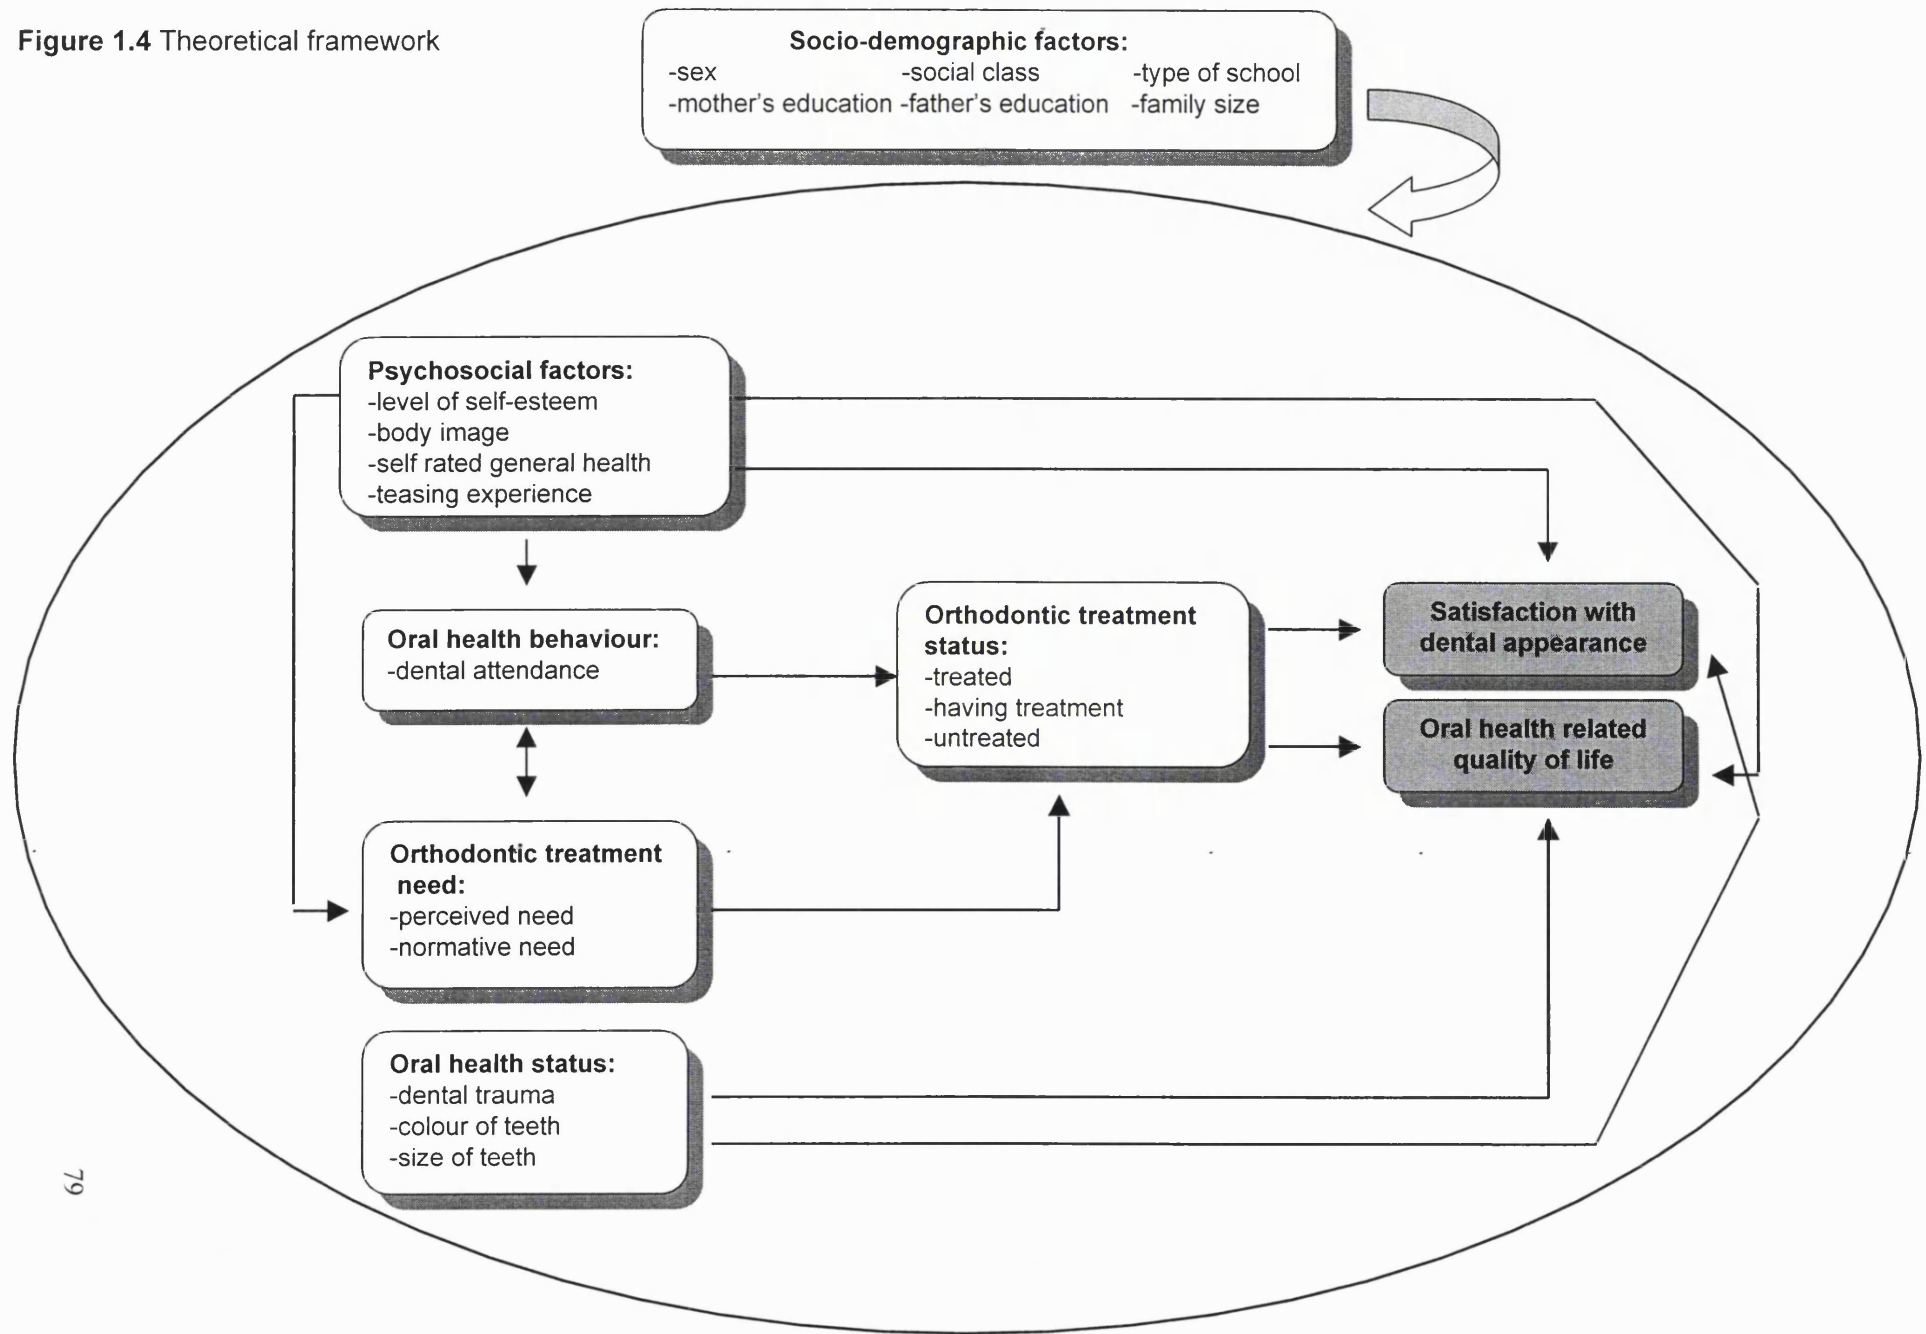 Figure 1.4 Theoretical framework
Socio-demographic factors:
-sex -social class -type of school
-mother's education -father's education -family size
Psychosocial factors:
-level of self-esteem
-body image
-self rated general health
-teasing experience
Oral health behaviour:
-dental attendance
Orthodontic treatment
status:
-treated
-having treatment
-untreated
Satisfaction with
dental appearance
Oral health related
quality of life
Orthodontic treatment
need:
-perceived need
-normative need
Oral health status:
-dental trauma
-colour of teeth
-size of teeth
79